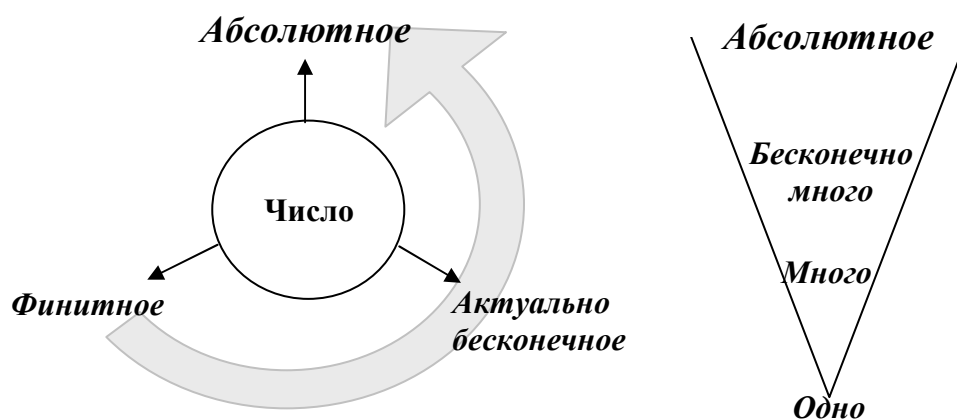 Абсолютное
Число
Финитное
Актуально
бесконечное
Абсолютное
Бесконечно
много
Много
Одно